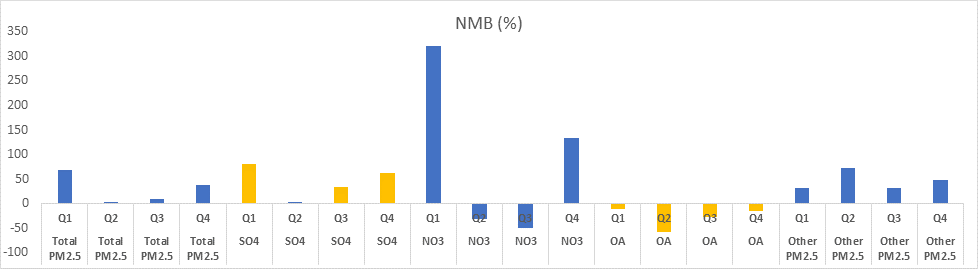 NMB (%)
350
300
250
200
150
100
50
0
-50
-100
Q1 Q2 Q3 Q4 Q1 Q2 Q3 Q4 Q1 Q2 Q3 Q4 Q1 Q2 Q3 Q4 Q1 Q2 Q3 Q4
Total Total Total Total SO4 SO4 SO4 SO4 NO3 NO3 NO3 NO3 OA OA OA OA Other Other Other Other
PM2.5 PM2.5 PM2.5 PM2.5 PM2.5 PM2.5 PM2.5 PM2.5